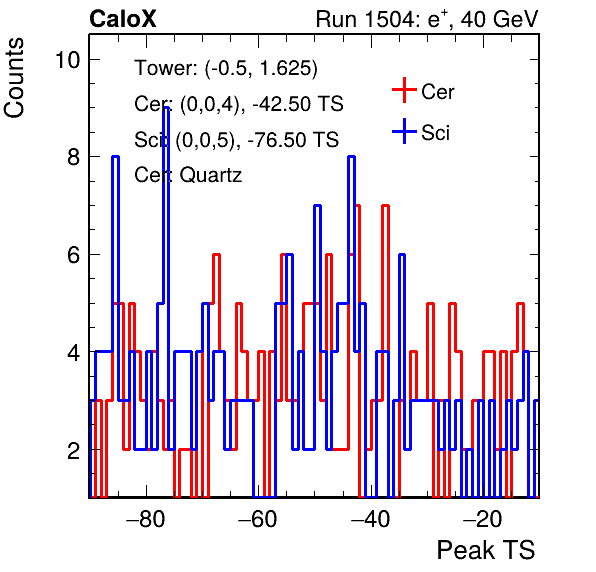 CaloX Run 1504: e+, 40 GeV
Counts
Tower: (-0.5, 1.625)
Cer: (0,0,4), -42.50 TS
Sci: (0,0,5), -76.50 TS
Cer: Quartz
Cer
Sci
10
8
6
4
2
−80 −60 −40 −20
Peak TS